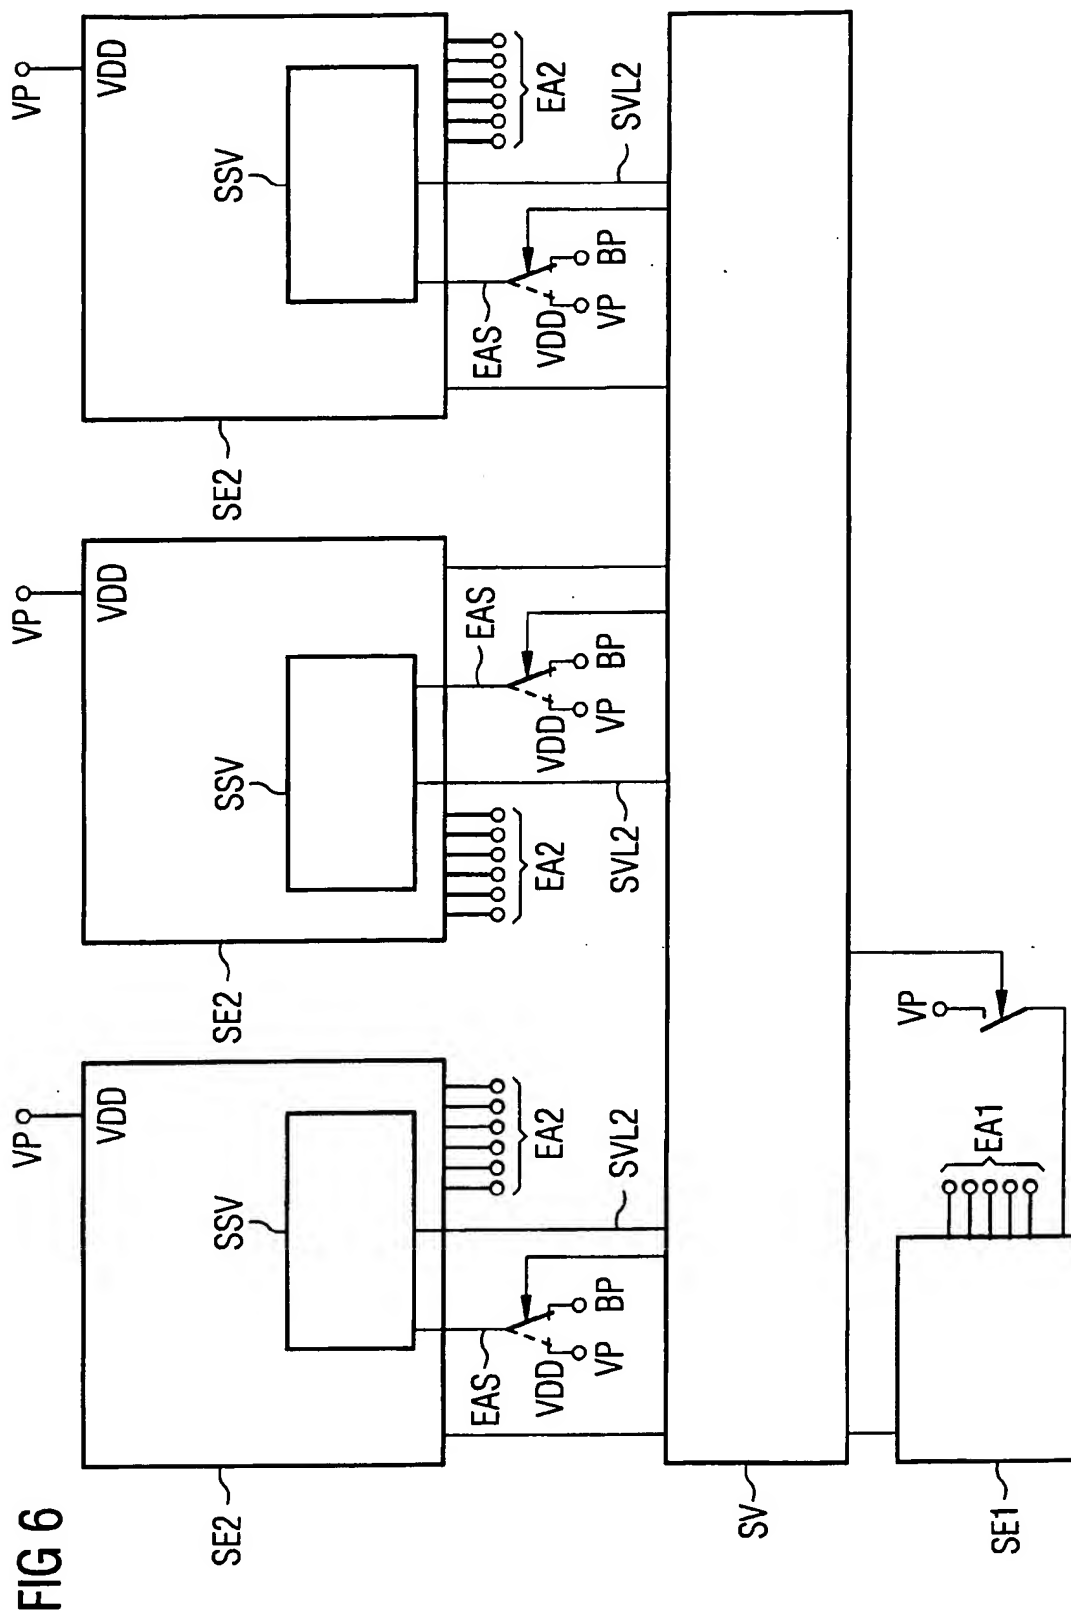 FIG 6
VP
VDD
SSV
SE2
EA2
EAS
SVL2
VDD
VP
BP
VP
VDD
SSV
SE2
EA2
SVL2
EAS
VDD
VP
BP
VP
VDD
SSV
SE2
EA2
EAS
SVL2
VDD
VP
BP
SV
SE1
EA1
VP